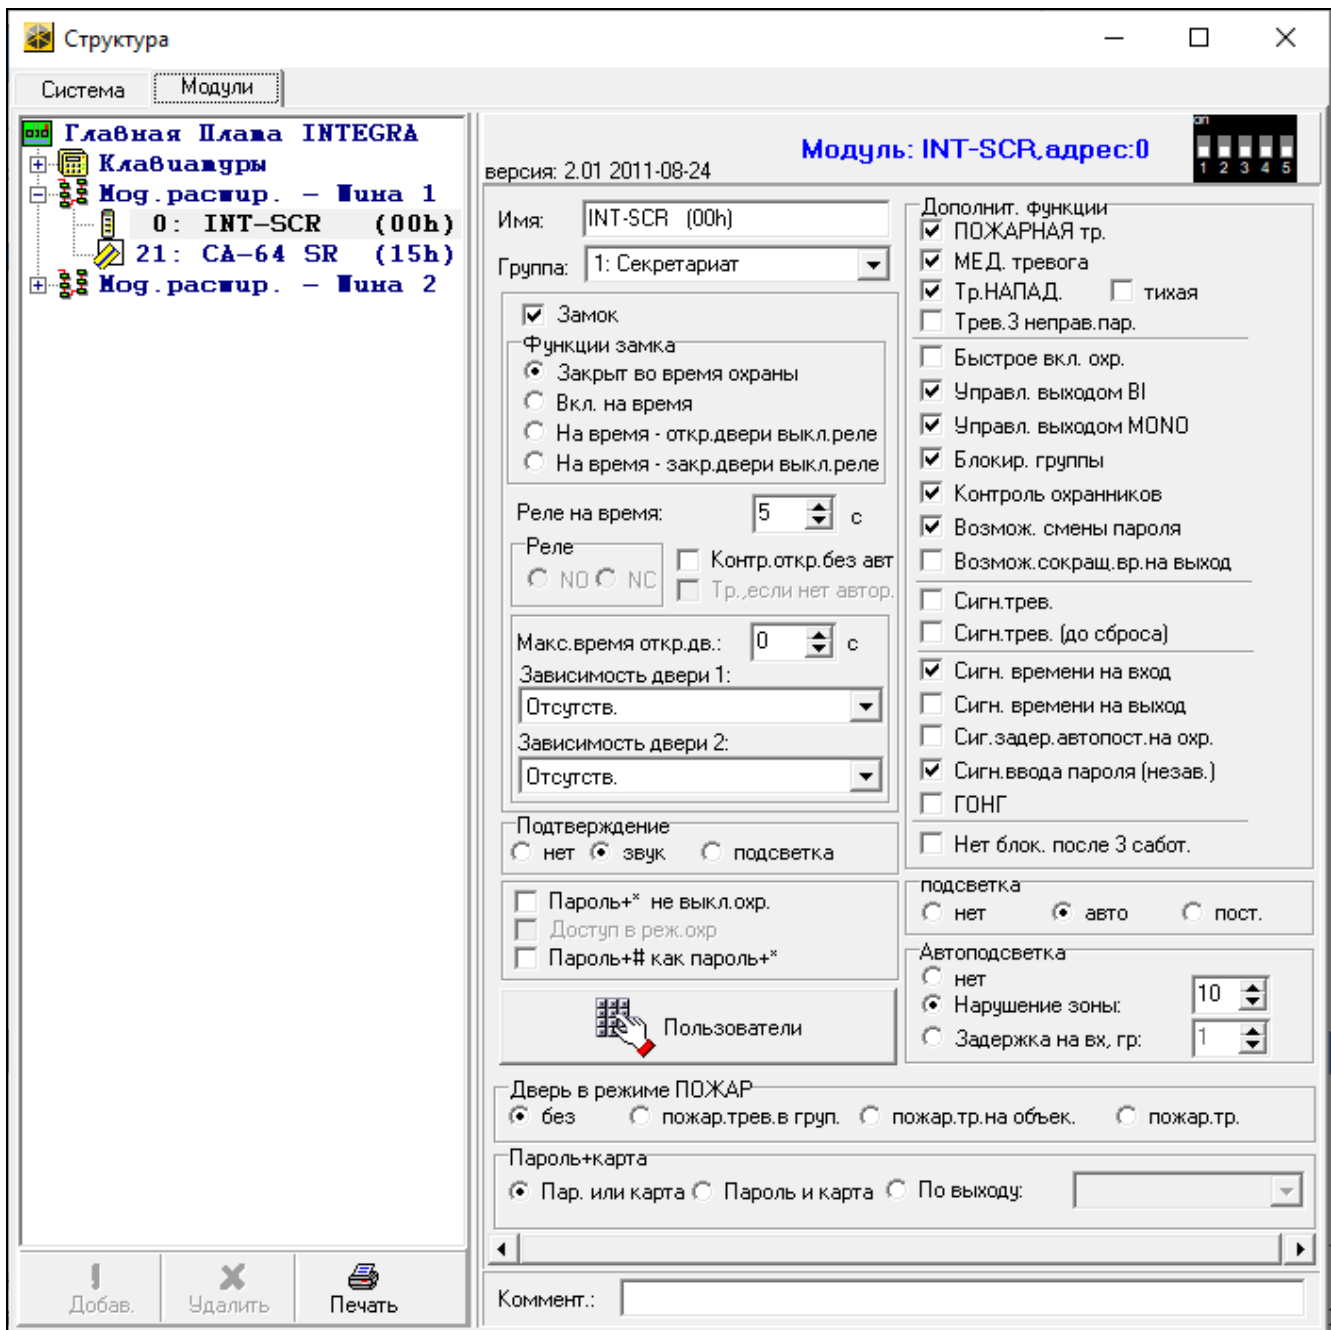 Структура
Система
Модули
Главная Плата INTEGRA
Клавиатуры
Мод.расшир. – Шина 1
0: INT–SCR (00h)
21: CA–64 SR (15h)
Мод.расшир. – Шина 2
Добав.
Удалить
Печать
версия: 2.01 2011-08-24
Модуль: INT-SCR,адрес:0
on
1 2 3 4 5
Имя: INT-SCR (00h)
Группа: 1: Секретариат
Замок
Функции замка
Закрыт во время охраны
Вкл. на время
На время - откр.двери выкл.реле
На время - закр.двери выкл.реле
Реле на время: 5 с
Реле
NO NC
Контр.откр.без авт
Тр.,если нет автор.
Макс.время откр.дв.: 0 с
Зависимость двери 1:
Отсутств.
Зависимость двери 2:
Отсутств.
Подтверждение
нет звук подсветка
Пароль+* не выкл.охр.
Доступ в реж.охр
Пароль+# как пароль+*
Пользователи
Дополнит. функции
ПОЖАРНАЯ тр.
МЕД. тревога
Тр.НАПАД. тихая
Трев.3 неправ.пар.
Быстрое вкл. охр.
Управл. выходом BI
Управл. выходом MONO
Блокир. группы
Контроль охранников
Возмож. смены пароля
Возмож.сокращ.вр.на выход
Сигн.трев.
Сигн.трев. (до сброса)
Сигн. времени на вход
Сигн. времени на выход
Сиг.задер.автопост.на охр.
Сигн.ввода пароля (незав.)
ГОНГ
Нет блок. после 3 сабот.
подсветка
нет авто пост.
Автоподсветка
нет
Нарушение зоны: 10
Задержка на вх, гр: 1
Дверь в режиме ПОЖАР
без пожар.трев.в груп. пожар.тр.на объек. пожар.тр.
Пароль+карта
Пар. или карта Пароль и карта По выходу:
Коммент.: